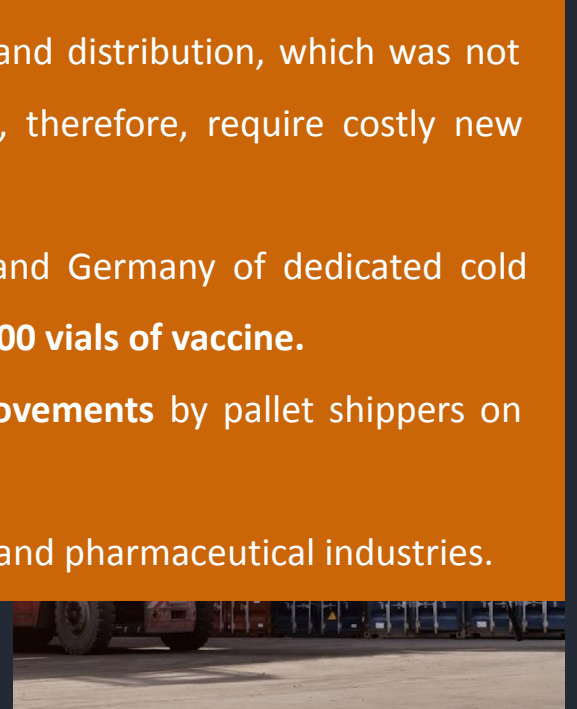 and distribution, which was not
, therefore, require costly new
and Germany of dedicated cold
00 vials of vaccine.
ovements by pallet shippers on
and pharmaceutical industries.